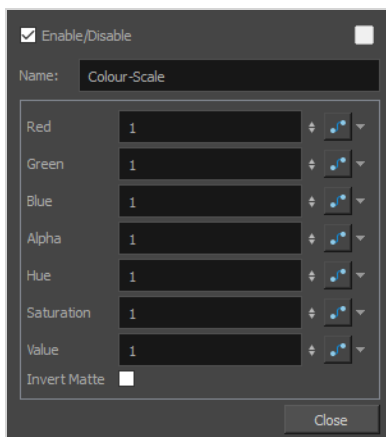 Enable/Disable
Name: Colour-Scale
Red 1
Green 1
Blue 1
Alpha 1
Hue 1
Saturation 1
Value 1
Invert Matte
Close